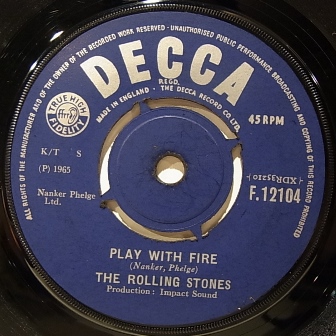 ALL RIGHTS OF THE MANUFACTURER AND OF THE OWNER OF THE RECORDED WORK RESERVED · UNAUTHORISED PUBLIC PERFORMANCE, BROADCASTING AND COPYING OF THIS RECORD PROHIBITED
DECCA
REGD.
MADE IN ENGLAND · THE DECCA RECORD CO. LTD.
TRUE HIGH
ffrr
FIDELITY
45 RPM
K/T S
(P) 1965
(-XDR35210-)
Nanker Phelge
Ltd.
F.12104
PLAY WITH FIRE
(Nanker, Phelge)
THE ROLLING STONES
Production : Impact Sound